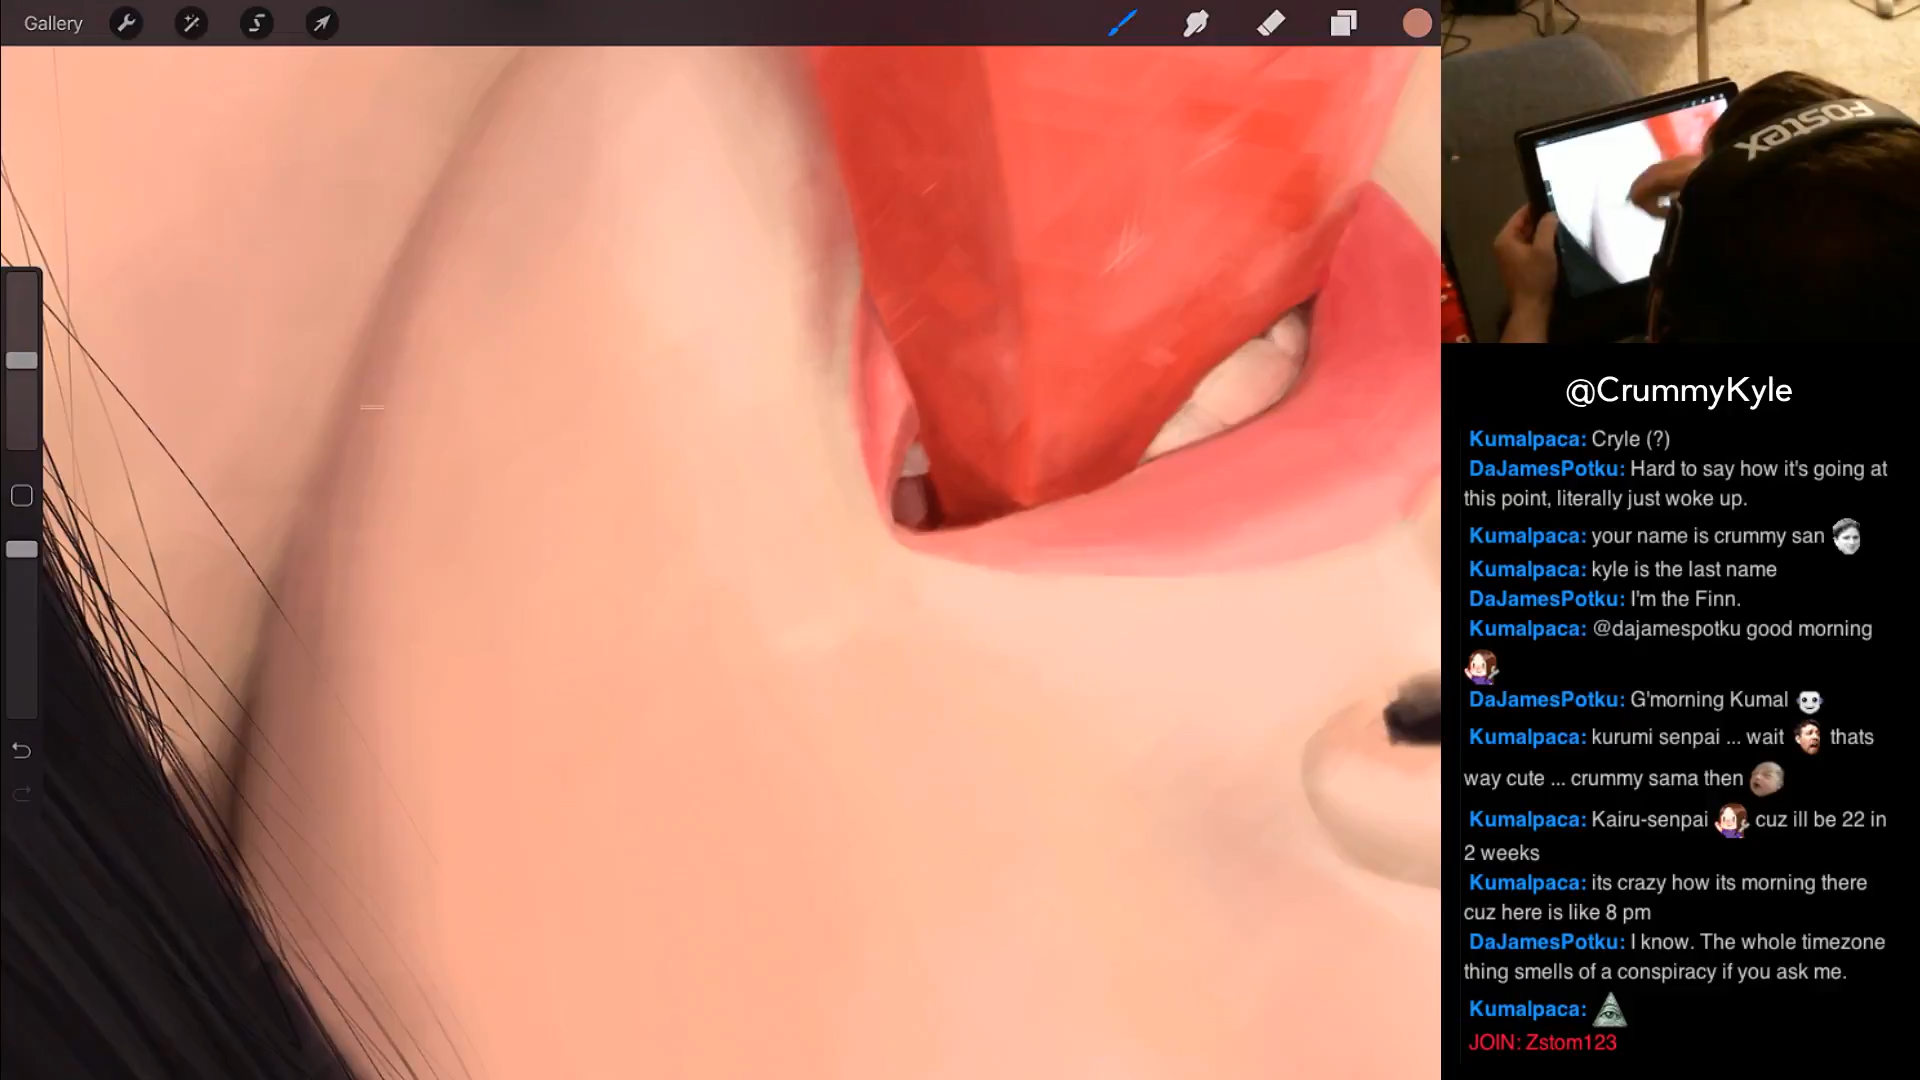 Gallery
FOSTEX
@CrummyKyle
Kumalpaca: Cryle (?)
DaJamesPotku: Hard to say how it's going at
this point, literally just woke up.
Kumalpaca: your name is crummy san
Kumalpaca: kyle is the last name
DaJamesPotku: I'm the Finn.
Kumalpaca: @dajamespotku good morning
DaJamesPotku: G'morning Kumal
Kumalpaca: kurumi senpai ... wait thats
way cute ... crummy sama then
Kumalpaca: Kairu-senpai cuz ill be 22 in
2 weeks
Kumalpaca: its crazy how its morning there
cuz here is like 8 pm
DaJamesPotku: I know. The whole timezone
thing smells of a conspiracy if you ask me.
Kumalpaca:
JOIN: Zstom123